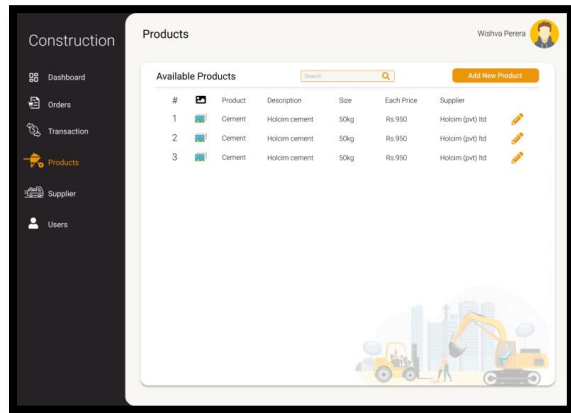 Construction
Products
Wishva Perera
Dashboard
Orders
Transaction
Products
Supplier
Users
Available Products
Search
Add New Product
# Product Description Size Each Price Supplier
1 Cement Holcim cement 50kg Rs.950 Holcim (pvt) ltd
2 Cement Holcim cement 50kg Rs.950 Holcim (pvt) ltd
3 Cement Holcim cement 50kg Rs.950 Holcim (pvt) ltd